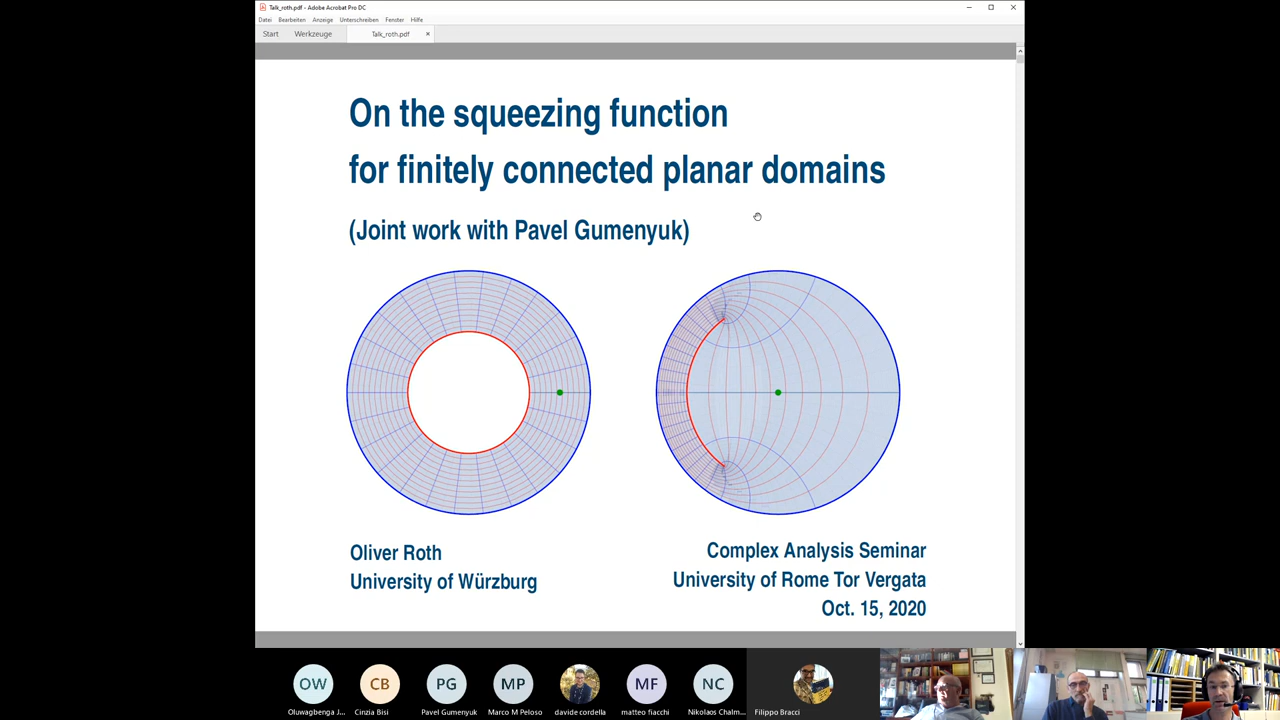 Talk_roth.pdf - Adobe Acrobat Pro DC
Datei Bearbeiten Anzeige Unterschreiben Fenster Hilfe
Start Werkzeuge Talk_roth.pdf ×
On the squeezing function
for finitely connected planar domains
(Joint work with Pavel Gumenyuk)
Oliver Roth
University of Würzburg
Complex Analysis Seminar
University of Rome Tor Vergata
Oct. 15, 2020
OW CB PG MP MF NC
Oluwagbenga J... Cinzia Bisi Pavel Gumenyuk Marco M Peloso davide cordella matteo fiacchi Nikolaos Chalm... Filippo Bracci